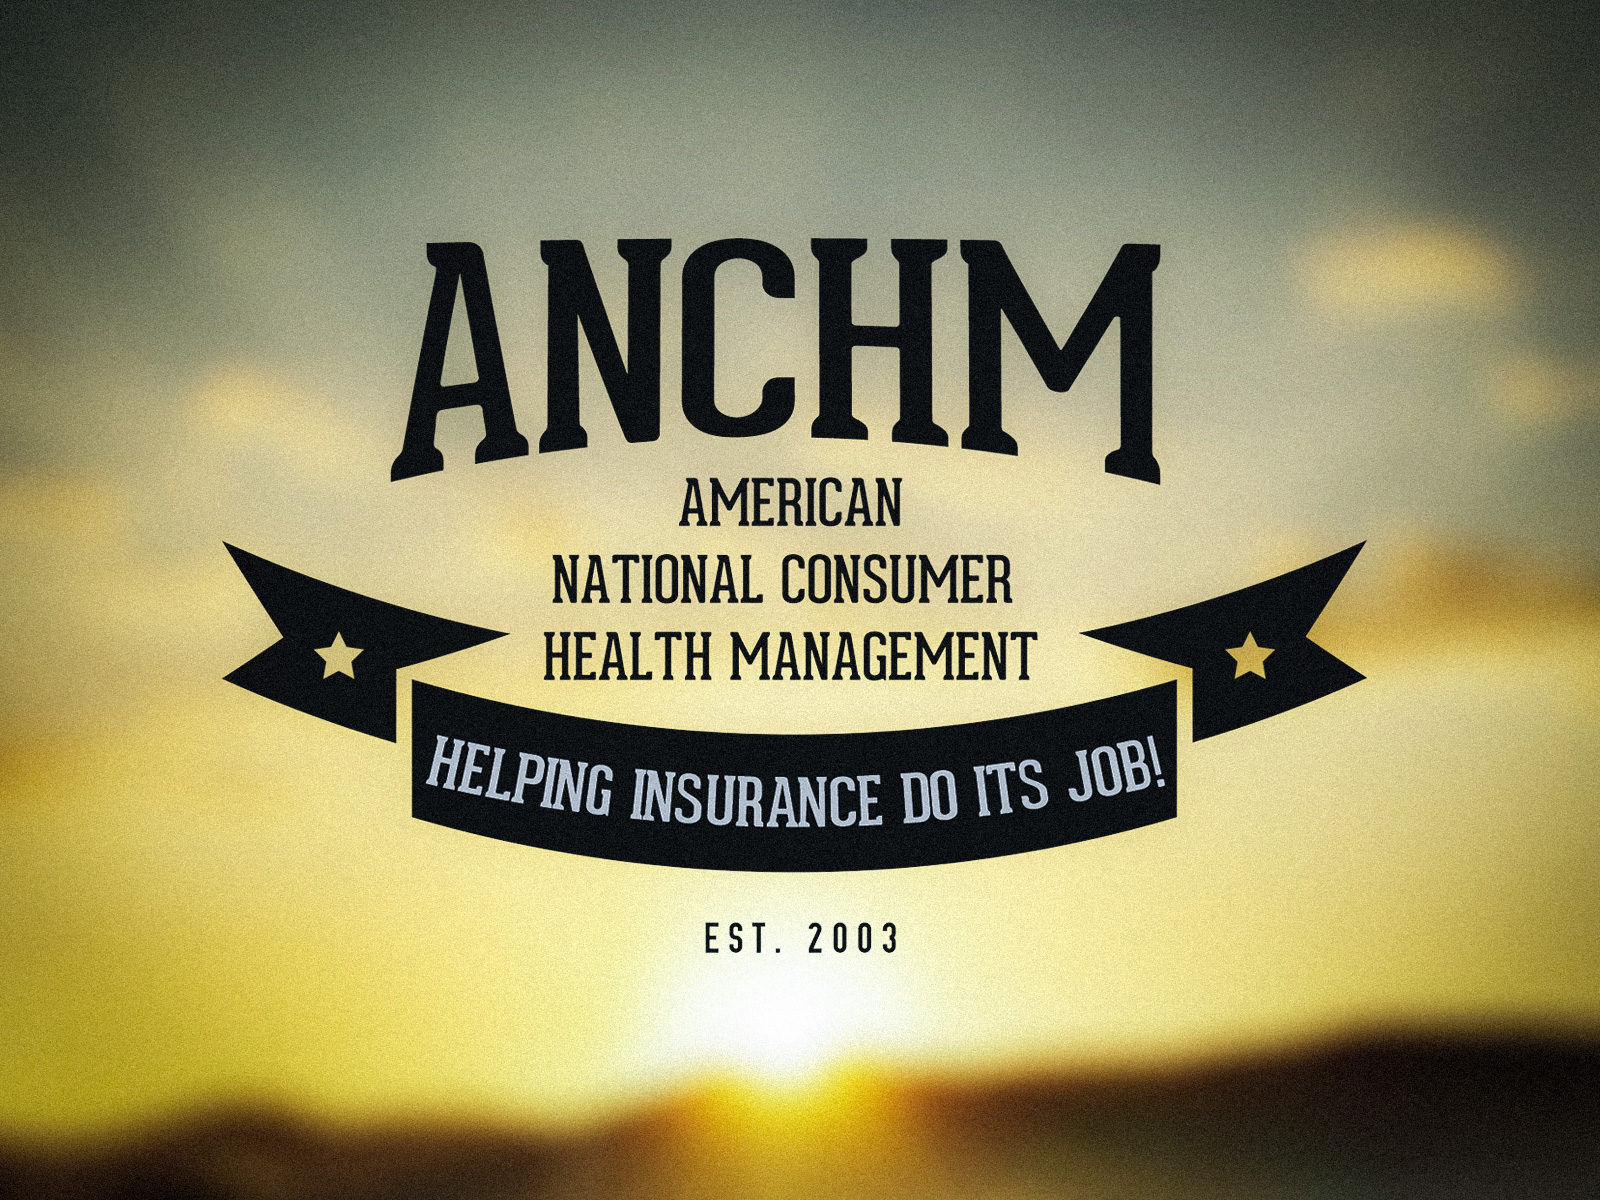 ANCHM
AMERICAN
NATIONAL CONSUMER
HEALTH MANAGEMENT
HELPING INSURANCE DO ITS JOB!
EST. 2003